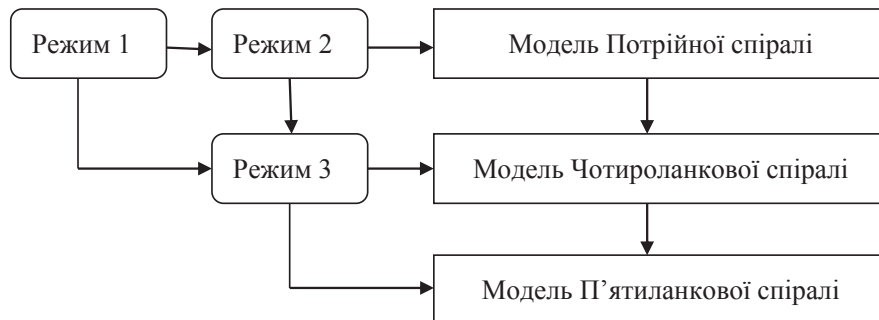 Режим 1
Режим 2
Модель Потрійної спіралі
Режим 3
Модель Чотироланкової спіралі
Модель П’ятиланкової спіралі